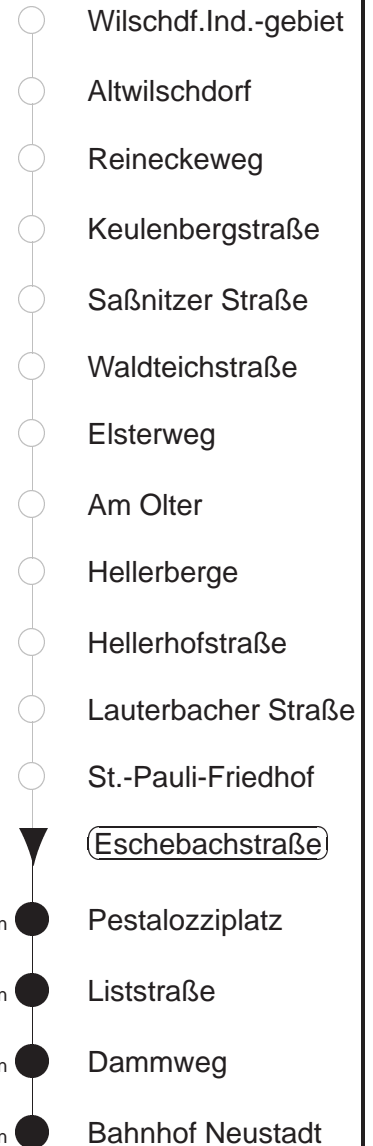 Wilschdf.Ind.-gebiet
Altwilschdorf
Reineckeweg
Keulenbergstraße
Saßnitzer Straße
Waldteichstraße
Elsterweg
Am Olter
Hellerberge
Hellerhofstraße
Lauterbacher Straße
St.-Pauli-Friedhof
Eschebachstraße
Pestalozziplatz
Liststraße
Dammweg
Bahnhof Neustadt